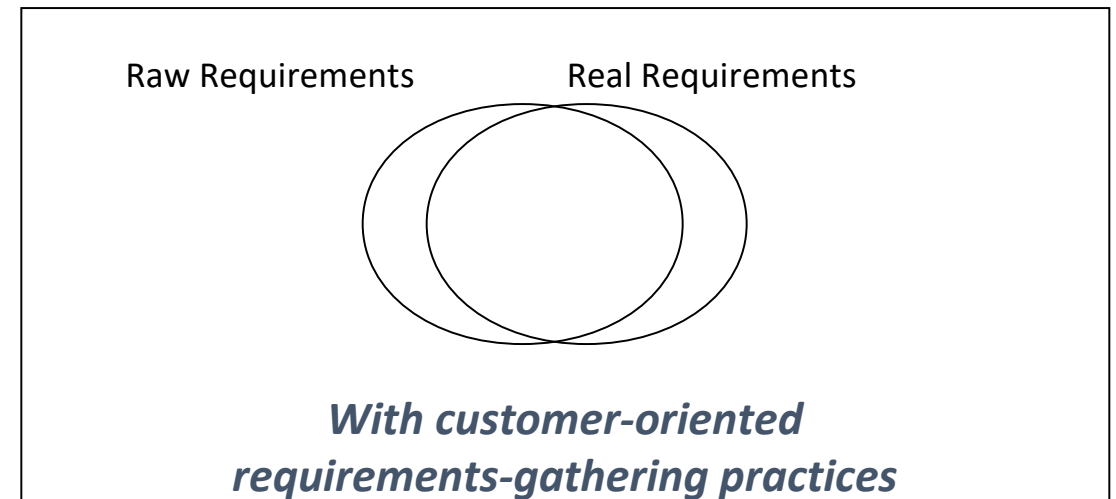 Raw Requirements Real Requirements
With customer-oriented
requirements-gathering practices